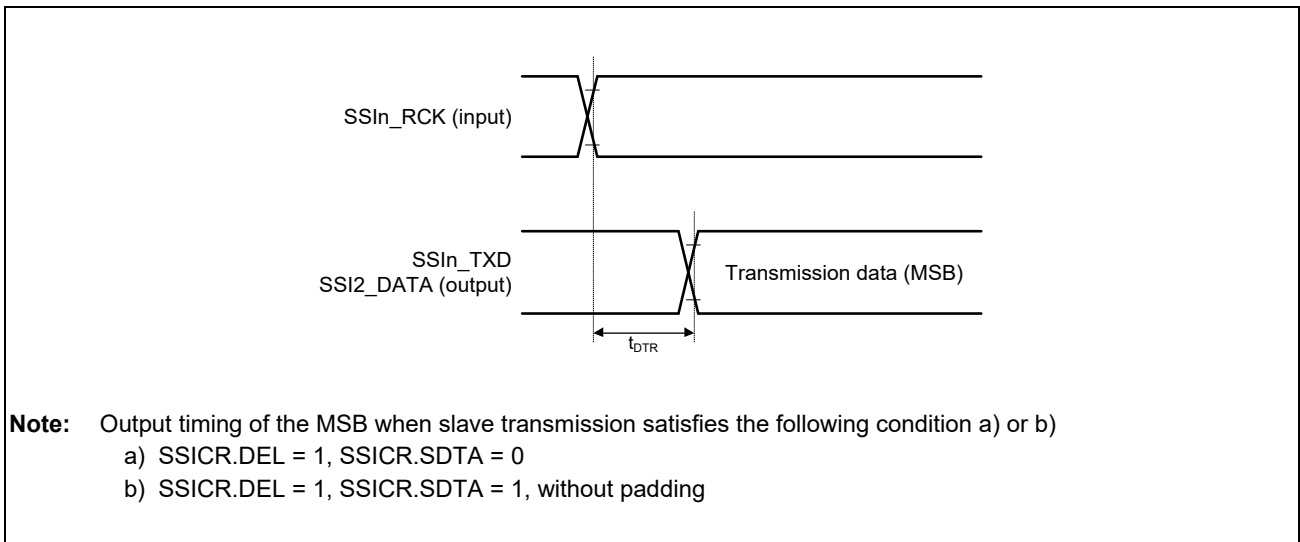 SSIn_RCK (input)
SSIn_TXD
SSI2_DATA (output)
Transmission data (MSB)
tDTR
Note: Output timing of the MSB when slave transmission satisfies the following condition a) or b)
a) SSICR.DEL = 1, SSICR.SDTA = 0
b) SSICR.DEL = 1, SSICR.SDTA = 1, without padding